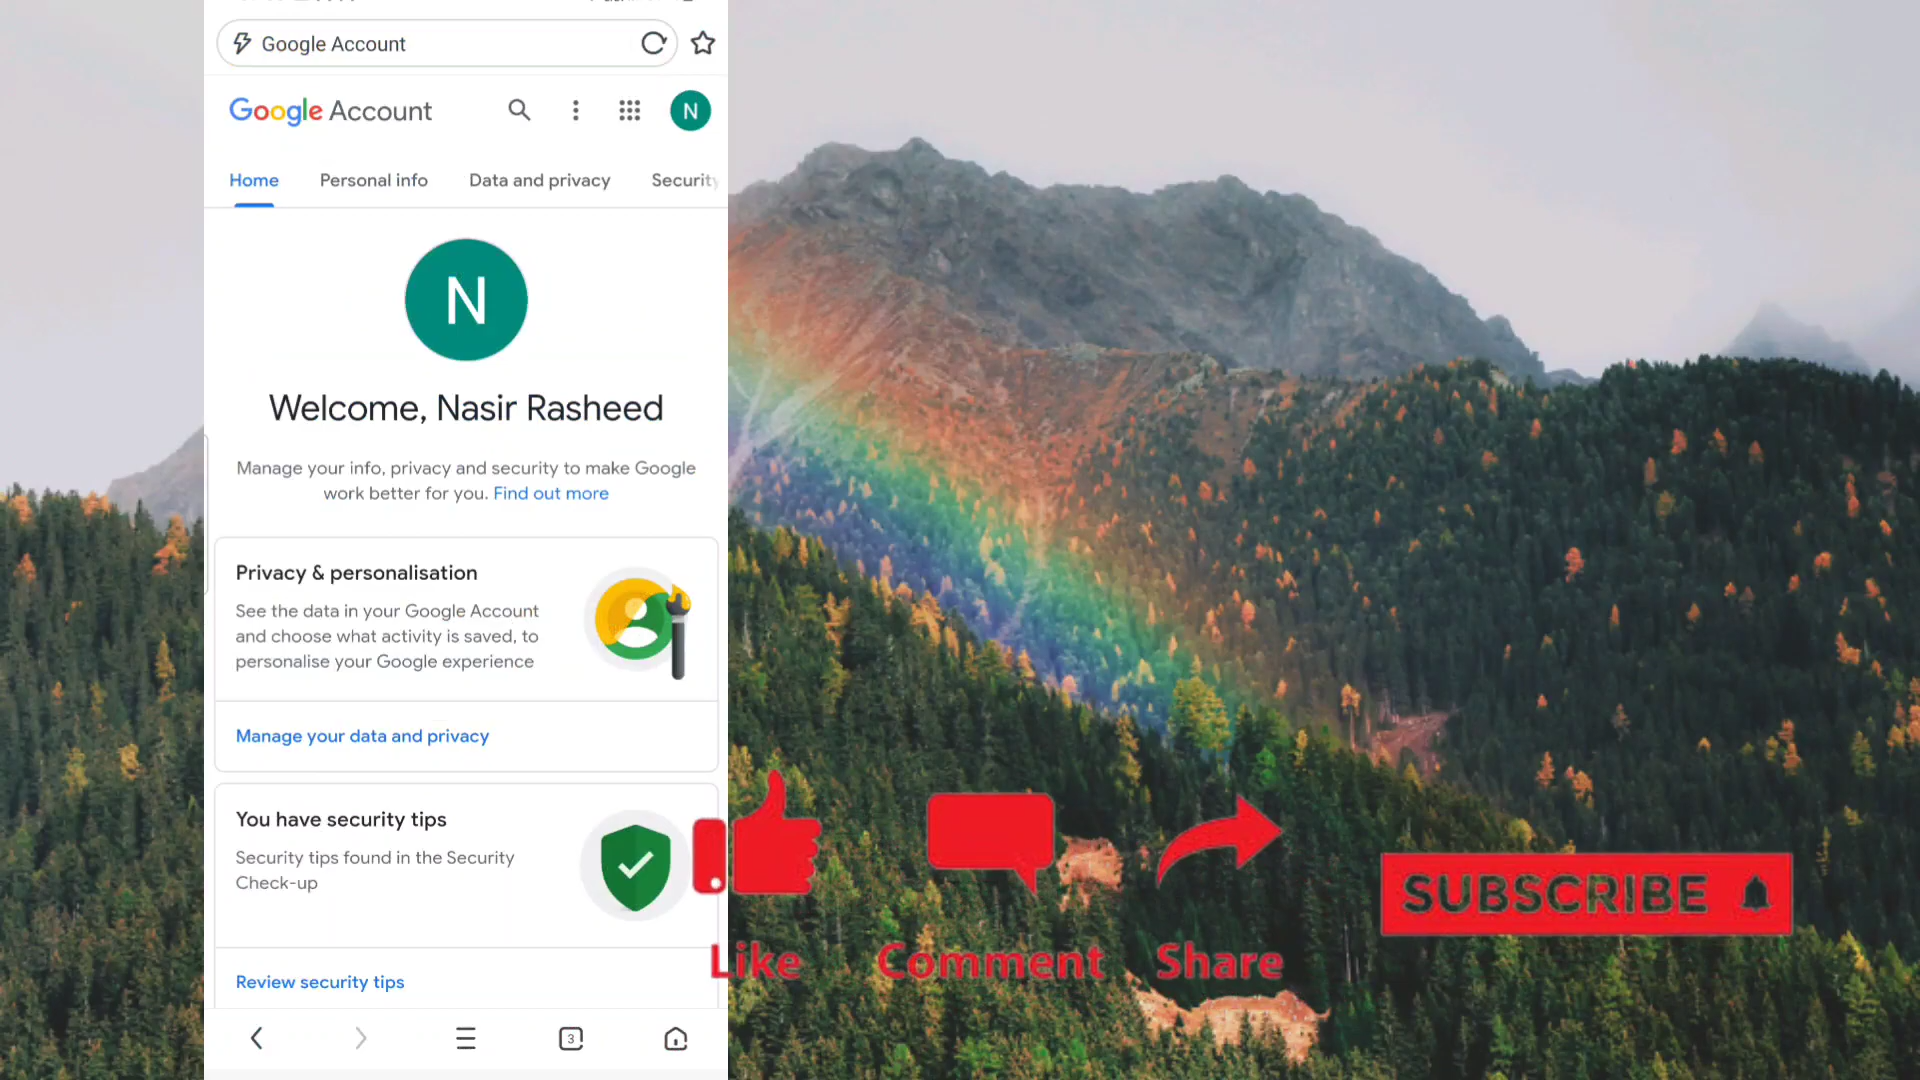 Google Account
Google Account
N
Home Personal info Data and privacy Security
N
Welcome, Nasir Rasheed
Manage your info, privacy and security to make Google
work better for you. Find out more
Privacy & personalisation
See the data in your Google Account
and choose what activity is saved, to
personalise your Google experience
Manage your data and privacy
You have security tips
Security tips found in the Security
Check-up
Review security tips
3
Like
Comment
Share
SUBSCRIBE